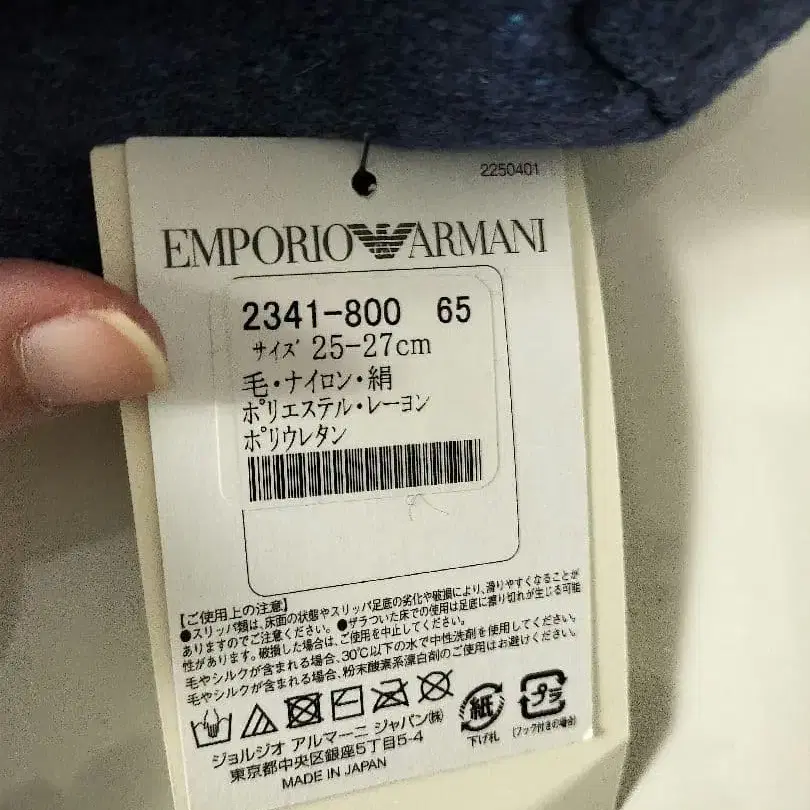 2250401
EMPORIO ARMANI
2341-800 65
サイズ 25-27cm
毛・ナイロン・絹
ポリエステル・レーヨン
ポリウレタン
【ご使用上の注意】
●スリッパ類は、床面の状態やスリッパ足底の劣化や破損により、滑りやすくなることが
ありますのでご注意ください。●ザラついた床での使用は足底に擦り切れが生じる可能
性があります。破損した場合は、ご使用を中止してください。
毛やシルクが含まれる場合、30℃以下の水で中性洗剤を使用してください。
毛やシルクが含まれる場合、粉末酸素系漂白剤のご使用はお避けください。
紙
下げ札
プラ
(フック付きの場合)
ジョルジオ アルマーニ ジャパン㈱
東京都中央区銀座5丁目5-4
MADE IN JAPAN